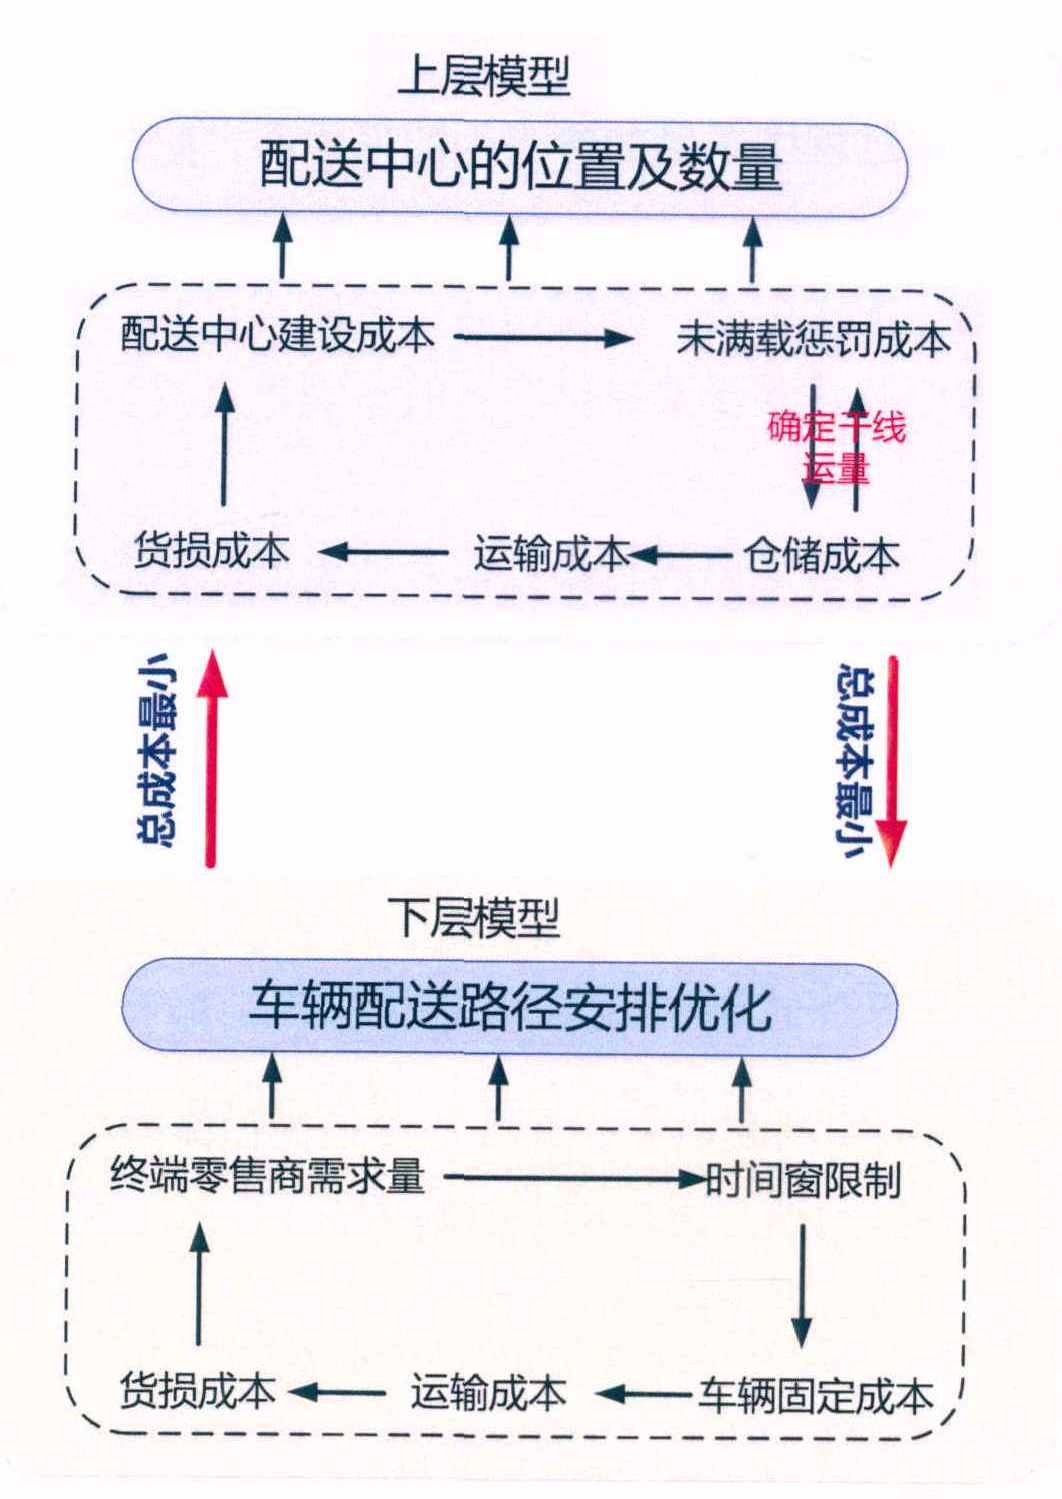 上层模型
配送中心的位置及数量
配送中心建设成本
未满载惩罚成本
确定干线
运量
货损成本
运输成本
仓储成本
总成本最小
总成本最小
下层模型
车辆配送路径安排优化
终端零售商需求量
时间窗限制
货损成本
运输成本
车辆固定成本